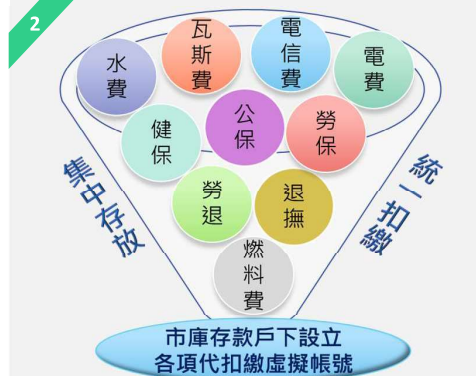 2
水費
瓦斯費
電信費
電費
健保
公保
勞保
集中存放
統一扣繳
勞退
退撫
燃料費
市庫存款戶下設立
各項代扣繳虛擬帳號